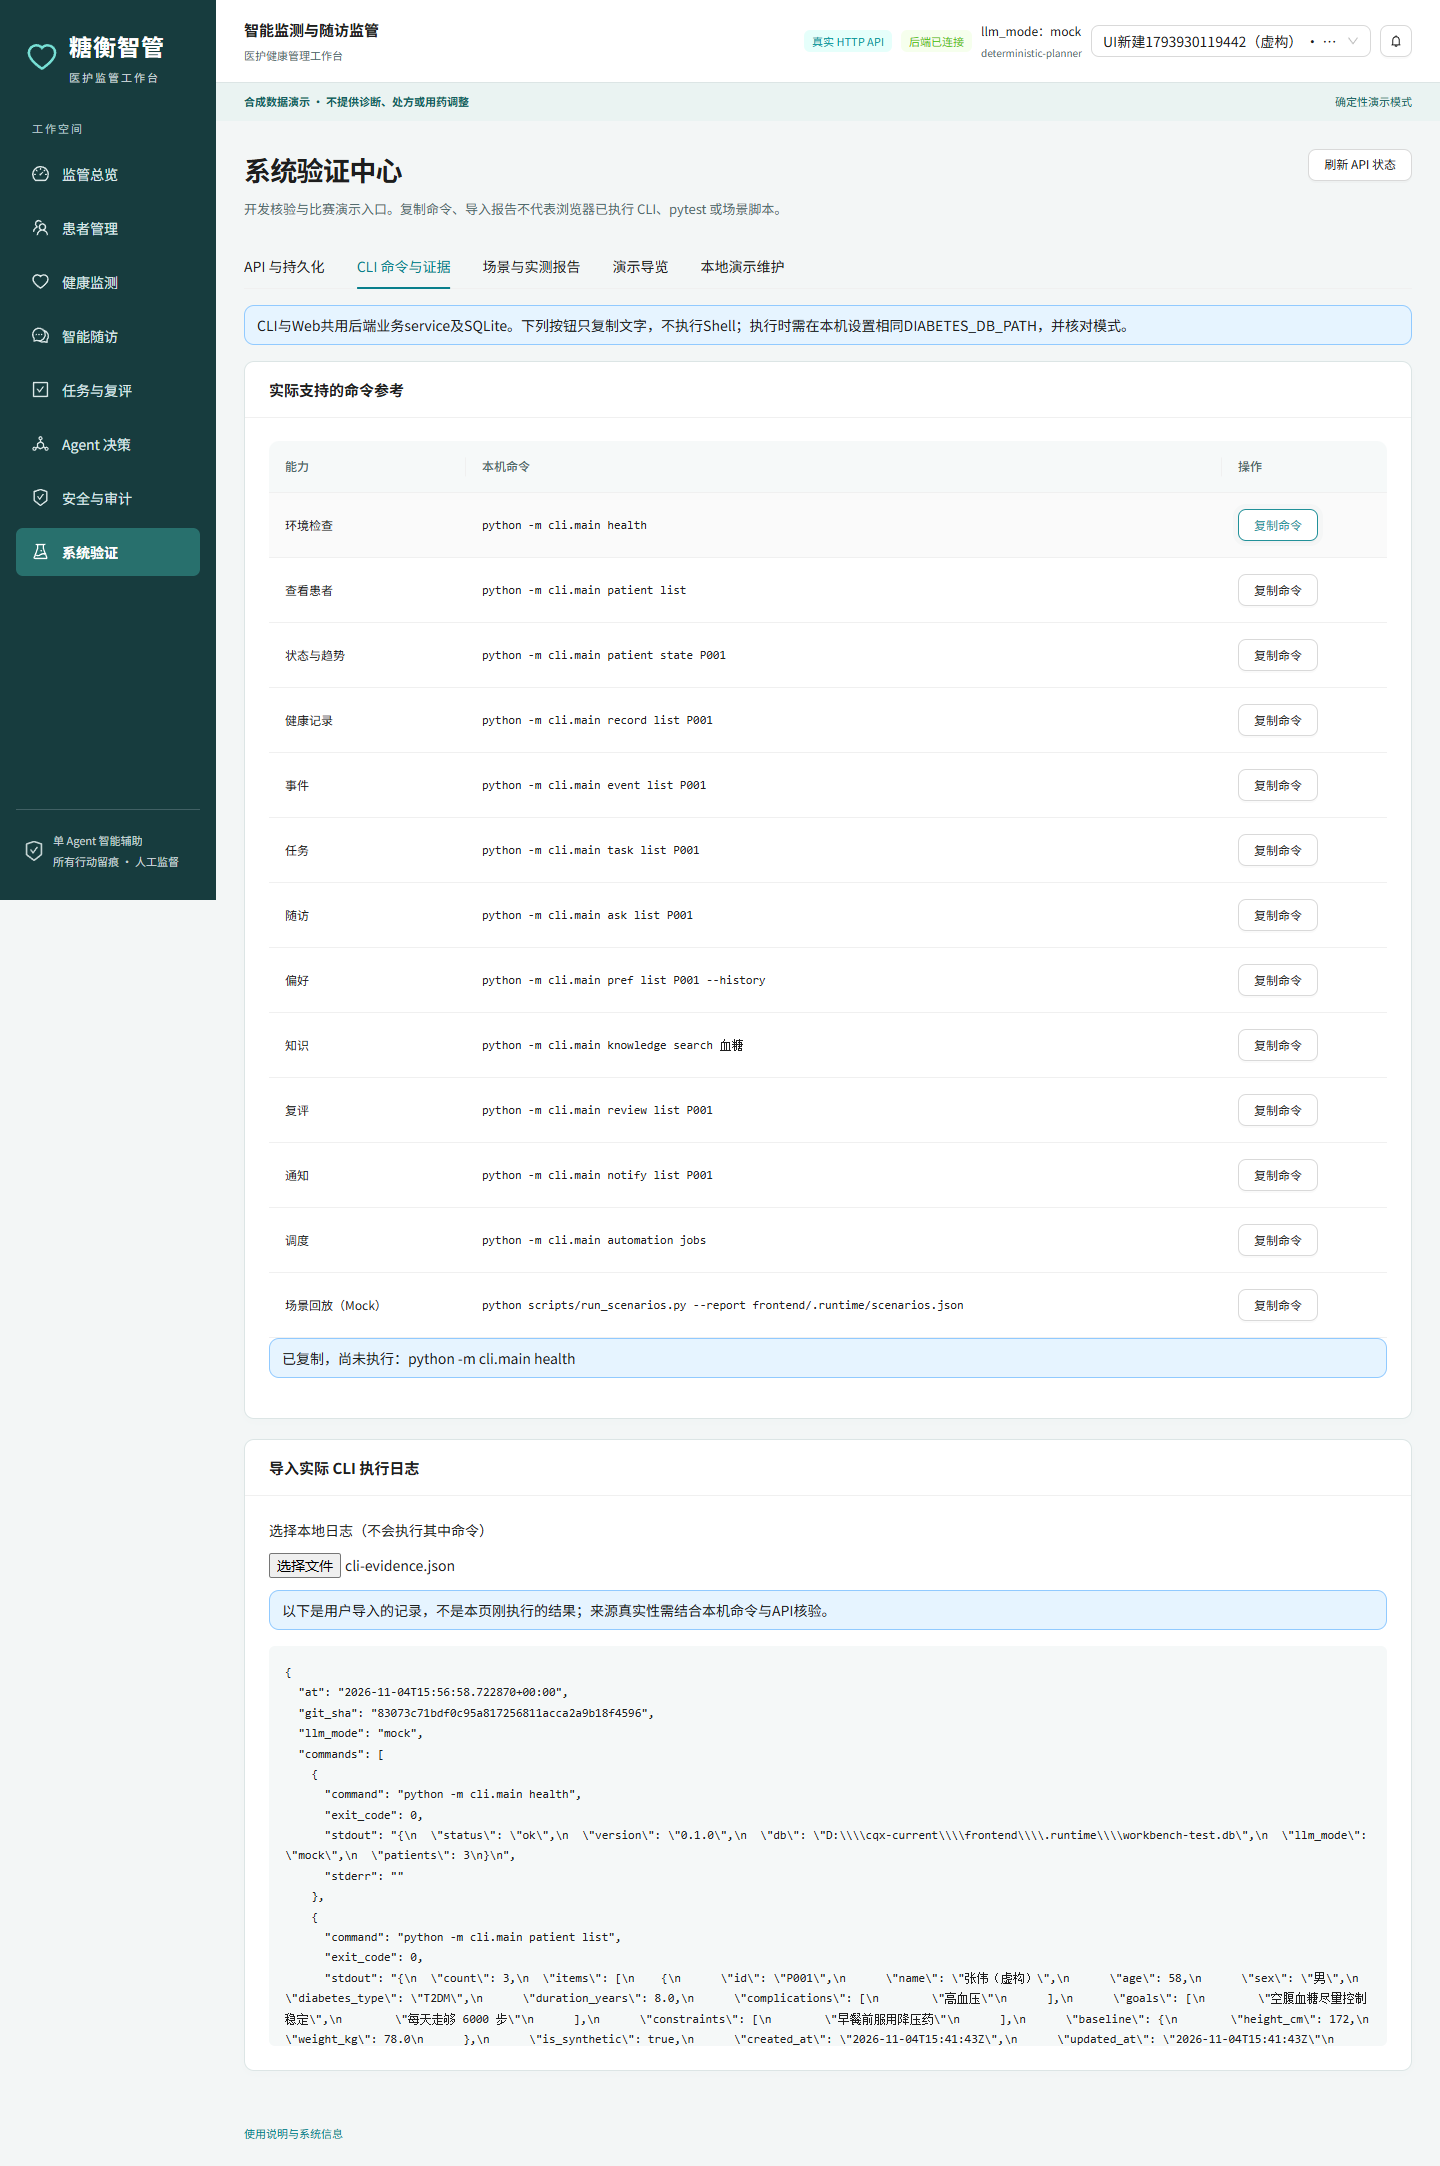 糖衡智管
医护监管工作台
工作空间
监管总览
患者管理
健康监测
智能随访
任务与复评
Agent 决策
安全与审计
系统验证
单 Agent 智能辅助
所有行动留痕 · 人工监督
智能监测与随访监管
医护健康管理工作台
真实 HTTP API
后端已连接
llm_mode：mock
deterministic-planner
UI新建1793930119442（虚构） · ···
合成数据演示 · 不提供诊断、处方或用药调整
确定性演示模式
系统验证中心
刷新 API 状态
开发核验与比赛演示入口。复制命令、导入报告不代表浏览器已执行 CLI、pytest 或场景脚本。
API 与持久化
CLI 命令与证据
场景与实测报告
演示导览
本地演示维护
CLI与Web共用后端业务service及SQLite。下列按钮只复制文字，不执行Shell；执行时需在本机设置相同DIABETES_DB_PATH，并核对模式。
实际支持的命令参考
能力 本机命令 操作
环境检查 python -m cli.main health 复制命令
查看患者 python -m cli.main patient list 复制命令
状态与趋势 python -m cli.main patient state P001 复制命令
健康记录 python -m cli.main record list P001 复制命令
事件 python -m cli.main event list P001 复制命令
任务 python -m cli.main task list P001 复制命令
随访 python -m cli.main ask list P001 复制命令
偏好 python -m cli.main pref list P001 --history 复制命令
知识 python -m cli.main knowledge search 血糖 复制命令
复评 python -m cli.main review list P001 复制命令
通知 python -m cli.main notify list P001 复制命令
调度 python -m cli.main automation jobs 复制命令
场景回放（Mock） python scripts/run_scenarios.py --report frontend/.runtime/scenarios.json 复制命令
已复制，尚未执行：python -m cli.main health
导入实际 CLI 执行日志
选择本地日志（不会执行其中命令）
选择文件 cli-evidence.json
以下是用户导入的记录，不是本页刚执行的结果；来源真实性需结合本机命令与API核验。
{
"at": "2026-11-04T15:56:58.722870+00:00",
"git_sha": "83073c71bdf0c95a817256811acca2a9b18f4596",
"llm_mode": "mock",
"commands": [
{
"command": "python -m cli.main health",
"exit_code": 0,
"stdout": "{\n  \"status\": \"ok\",\n  \"version\": \"0.1.0\",\n  \"db\": \"D:\\\\cqx-current\\\\frontend\\\\.runtime\\\\workbench-test.db\",\n  \"llm_mode\":
\"mock\",\n  \"patients\": 3\n}\n",
"stderr": ""
},
{
"command": "python -m cli.main patient list",
"exit_code": 0,
"stdout": "{\n  \"count\": 3,\n  \"items\": [\n    {\n      \"id\": \"P001\",\n      \"name\": \"张伟（虚构）\",\n      \"age\": 58,\n      \"sex\": \"男\",\n
\"diabetes_type\": \"T2DM\",\n      \"duration_years\": 8.0,\n      \"complications\": [\n        \"高血压\"\n      ],\n      \"goals\": [\n        \"空腹血糖尽量控制
稳定\",\n        \"每天走够 6000 步\"\n      ],\n      \"constraints\": [\n        \"早餐前服用降压药\"\n      ],\n      \"baseline\": {\n        \"height_cm\": 172,\n
\"weight_kg\": 78.0\n      },\n      \"is_synthetic\": true,\n      \"created_at\": \"2026-11-04T15:41:43Z\",\n      \"updated_at\": \"2026-11-04T15:41:43Z\"\n
使用说明与系统信息